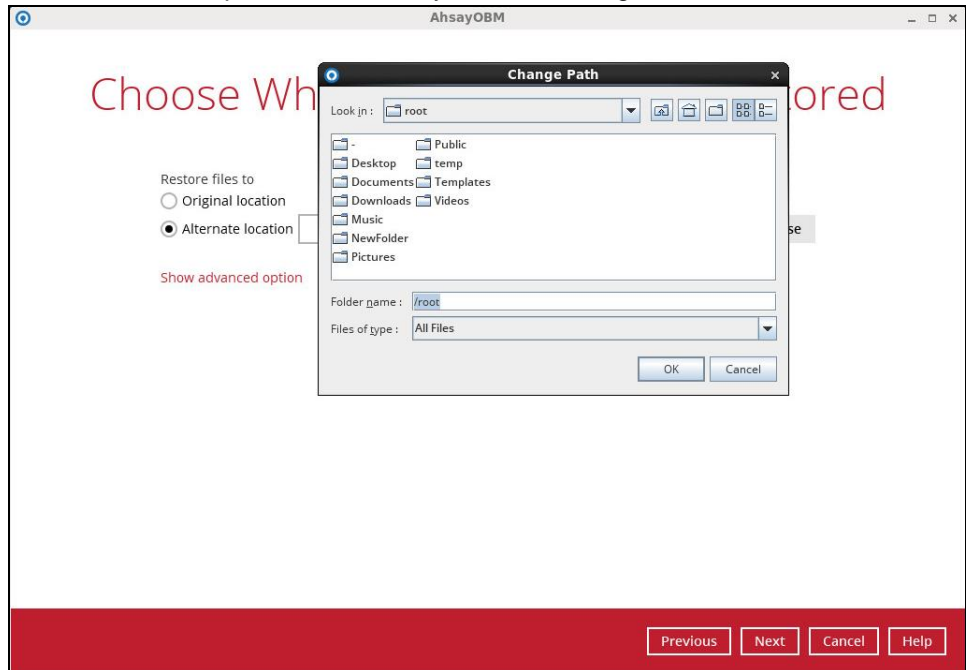 AhsayOBM
Choose Wh
ored
Change Path
Look in :
root
-
Public
Desktop
temp
Documents
Templates
Downloads
Videos
Music
NewFolder
Pictures
Folder name :
/root
Files of type :
All Files
OK
Cancel
Restore files to
Original location
Alternate location
se
Show advanced option
Previous
Next
Cancel
Help